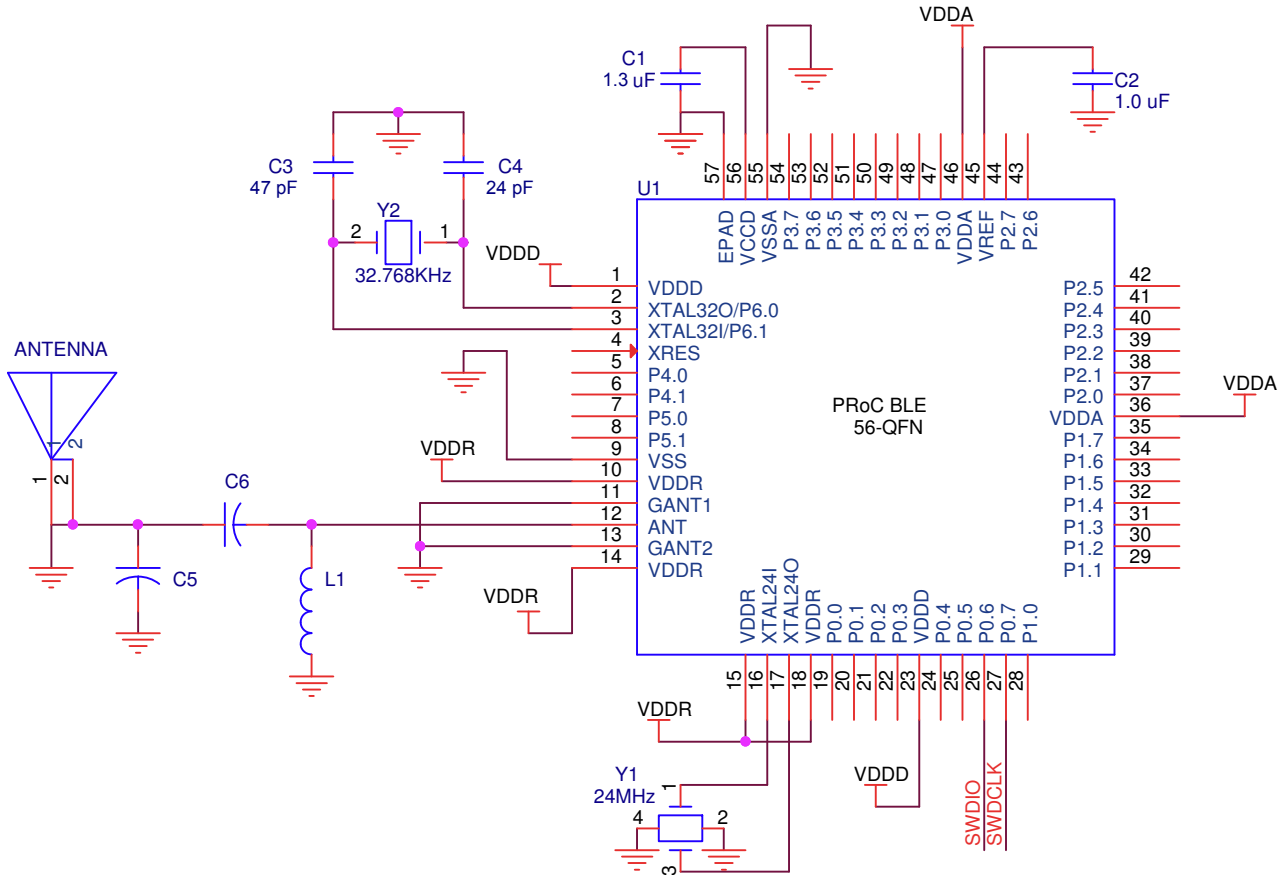 VDDA
C1
1.3 uF
C2
1.0 uF
C3
47 pF
C4
24 pF
Y2
2
1
32.768KHz
VDDD
U1
57
56
55
54
53
52
51
50
49
48
47
46
45
44
43
EPAD
VCCD
VSSA
P3.7
P3.6
P3.5
P3.4
P3.3
P3.2
P3.1
P3.0
VDDA
VREF
P2.7
P2.6
1 VDDD
2 XTAL32O/P6.0
3 XTAL32I/P6.1
4 XRES
5 P4.0
6 P4.1
7 P5.0
8 P5.1
9 VSS
10 VDDR
11 GANT1
12 ANT
13 GANT2
14 VDDR
P2.5 42
P2.4 41
P2.3 40
P2.2 39
P2.1 38
P2.0 37
VDDA 36
P1.7 35
P1.6 34
P1.5 33
P1.4 32
P1.3 31
P1.2 30
P1.1 29
VDDA
PRoC BLE
56-QFN
ANTENNA
1
2
1
2
VDDR
C6
C5
L1
VDDR
VDDR
XTAL24I
XTAL24O
VDDR
P0.0
P0.1
P0.2
P0.3
VDDD
P0.4
P0.5
P0.6
P0.7
P1.0
15
16
17
18
19
20
21
22
23
24
25
26
27
28
VDDR
Y1
24MHz
1
4
2
3
VDDD
SWDIO
SWDCLK